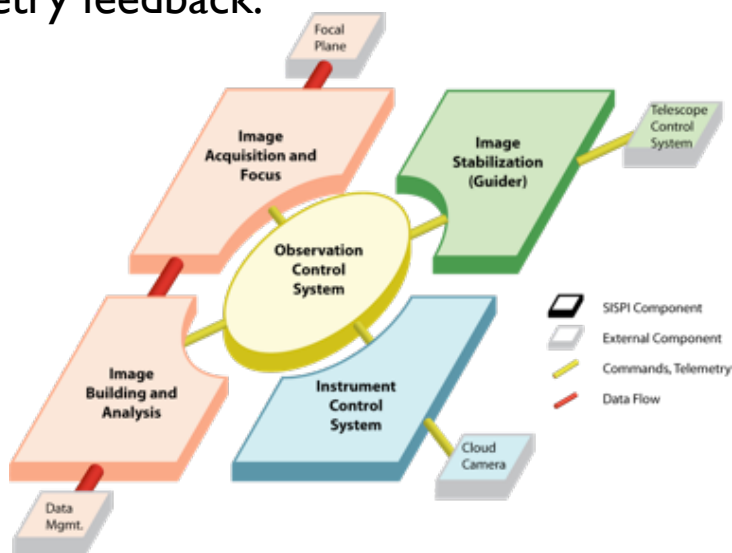 etry feedback.
Focal
Plane
Image
Acquisition and
Focus
Image
Stabilization
(Guider)
Telescope
Control
System
Observation
Control
System
SISPI Component
External Component
Commands, Telemetry
Data Flow
Image
Building and
Analysis
Instrument
Control
System
Cloud
Camera
Data
Mgmt.